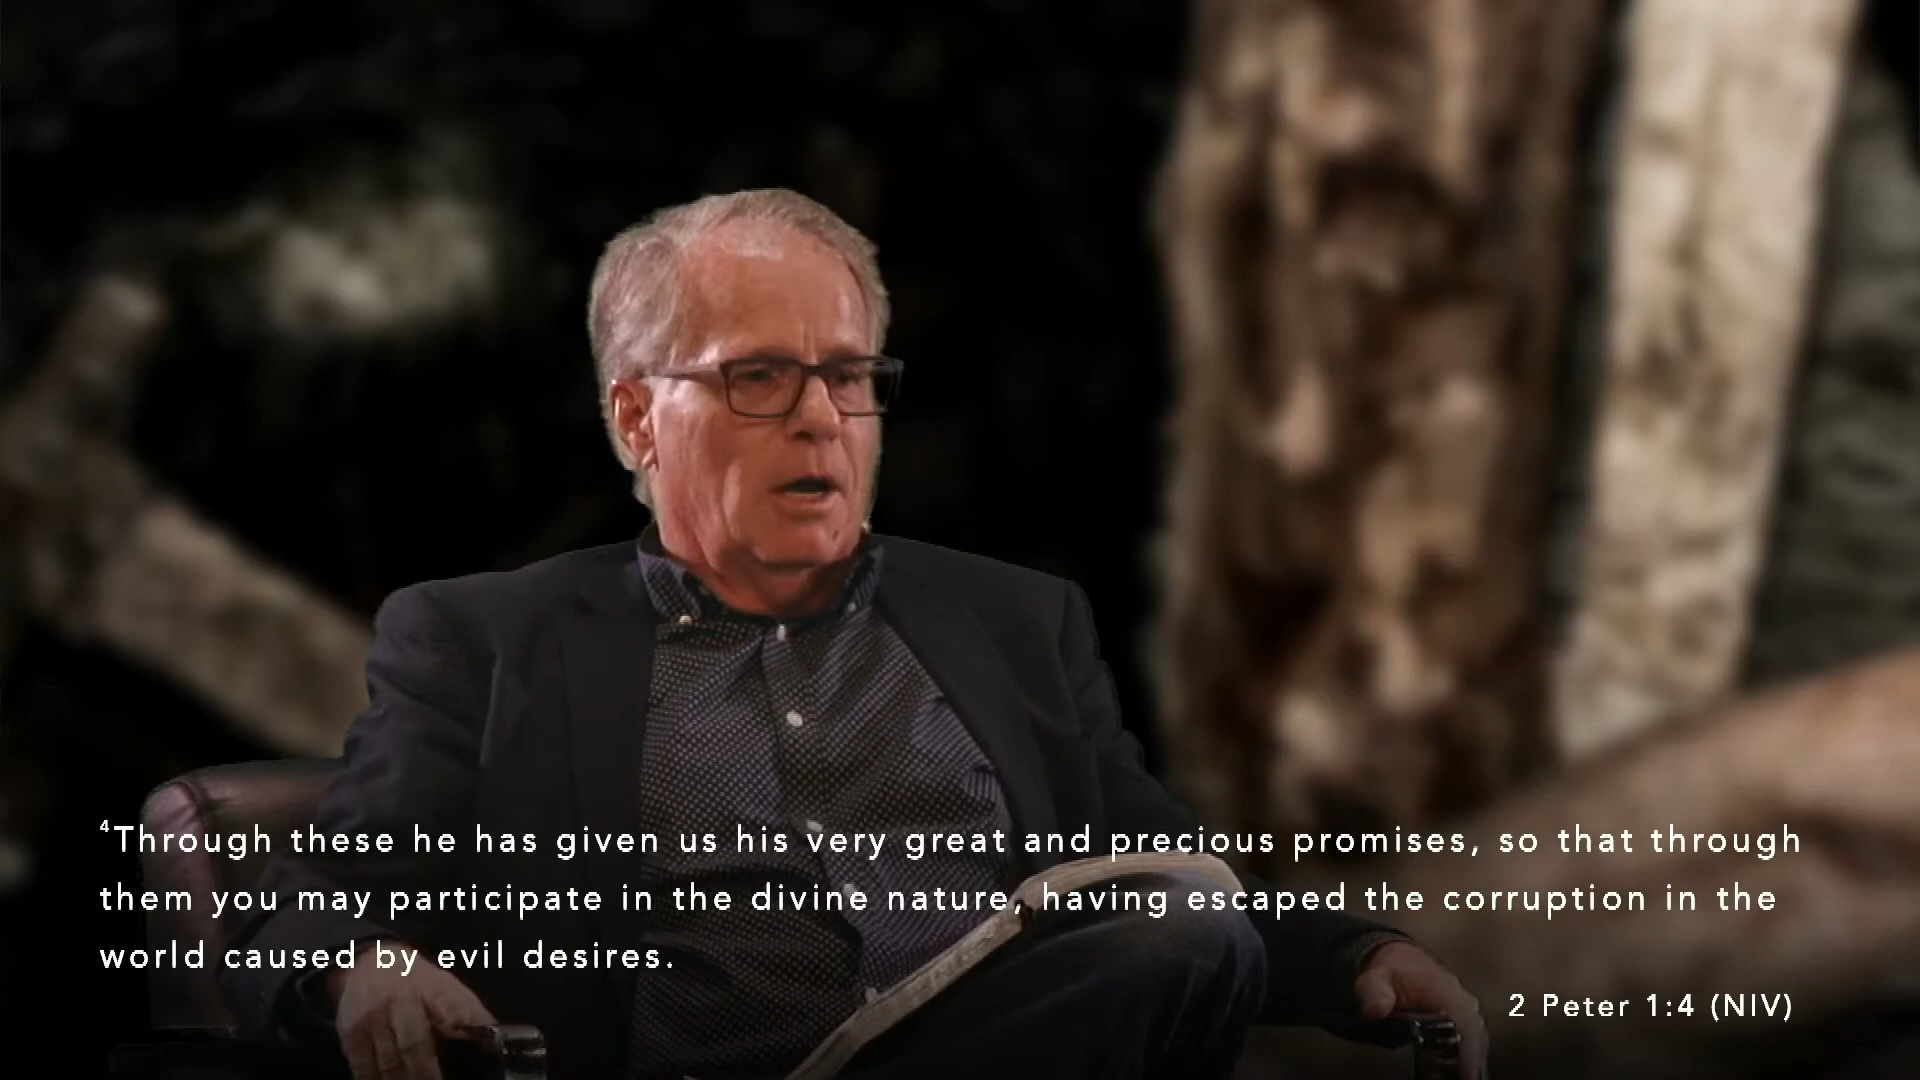 ⁴Through these he has given us his very great and precious promises, so that through
them you may participate in the divine nature, having escaped the corruption in the
world caused by evil desires.
2 Peter 1:4 (NIV)